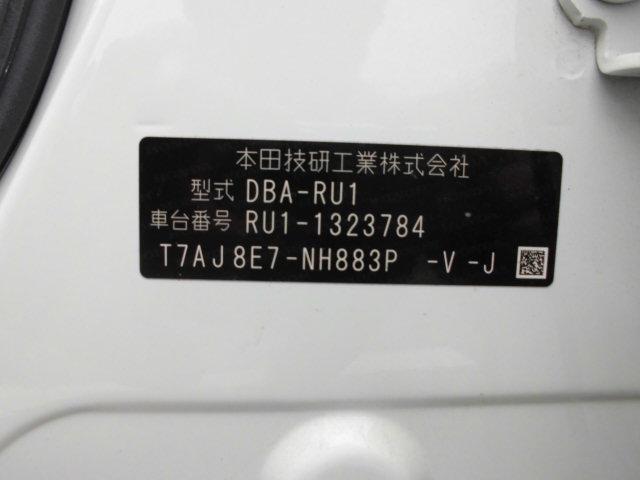 本田技研工業株式会社
型式 DBA-RU1
車台番号 RU1-1323784
T7AJ8E7-NH883P -V -J